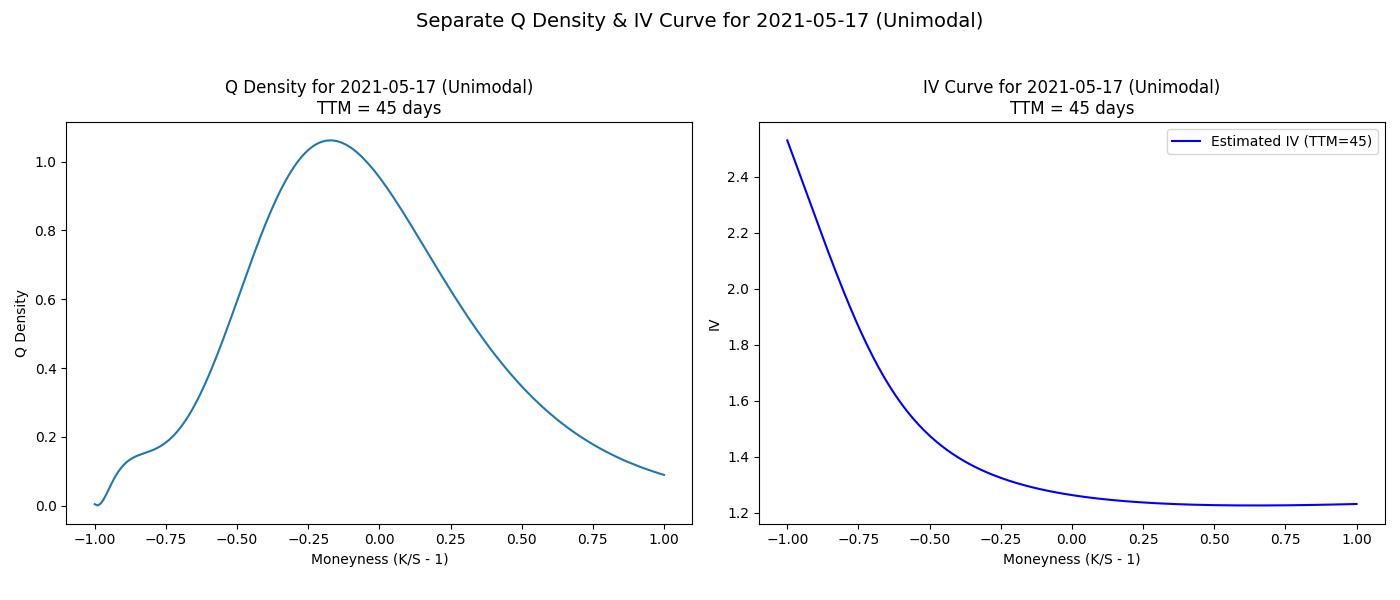 Separate Q Density & IV Curve for 2021-05-17 (Unimodal)
Q Density for 2021-05-17 (Unimodal)
TTM = 45 days
1.0
0.8
0.6
0.4
0.2
0.0
Q Density
−1.00 −0.75 −0.50 −0.25 0.00 0.25 0.50 0.75 1.00
Moneyness (K/S - 1)
IV Curve for 2021-05-17 (Unimodal)
TTM = 45 days
Estimated IV (TTM=45)
2.4
2.2
2.0
1.8
1.6
1.4
1.2
IV
−1.00 −0.75 −0.50 −0.25 0.00 0.25 0.50 0.75 1.00
Moneyness (K/S - 1)